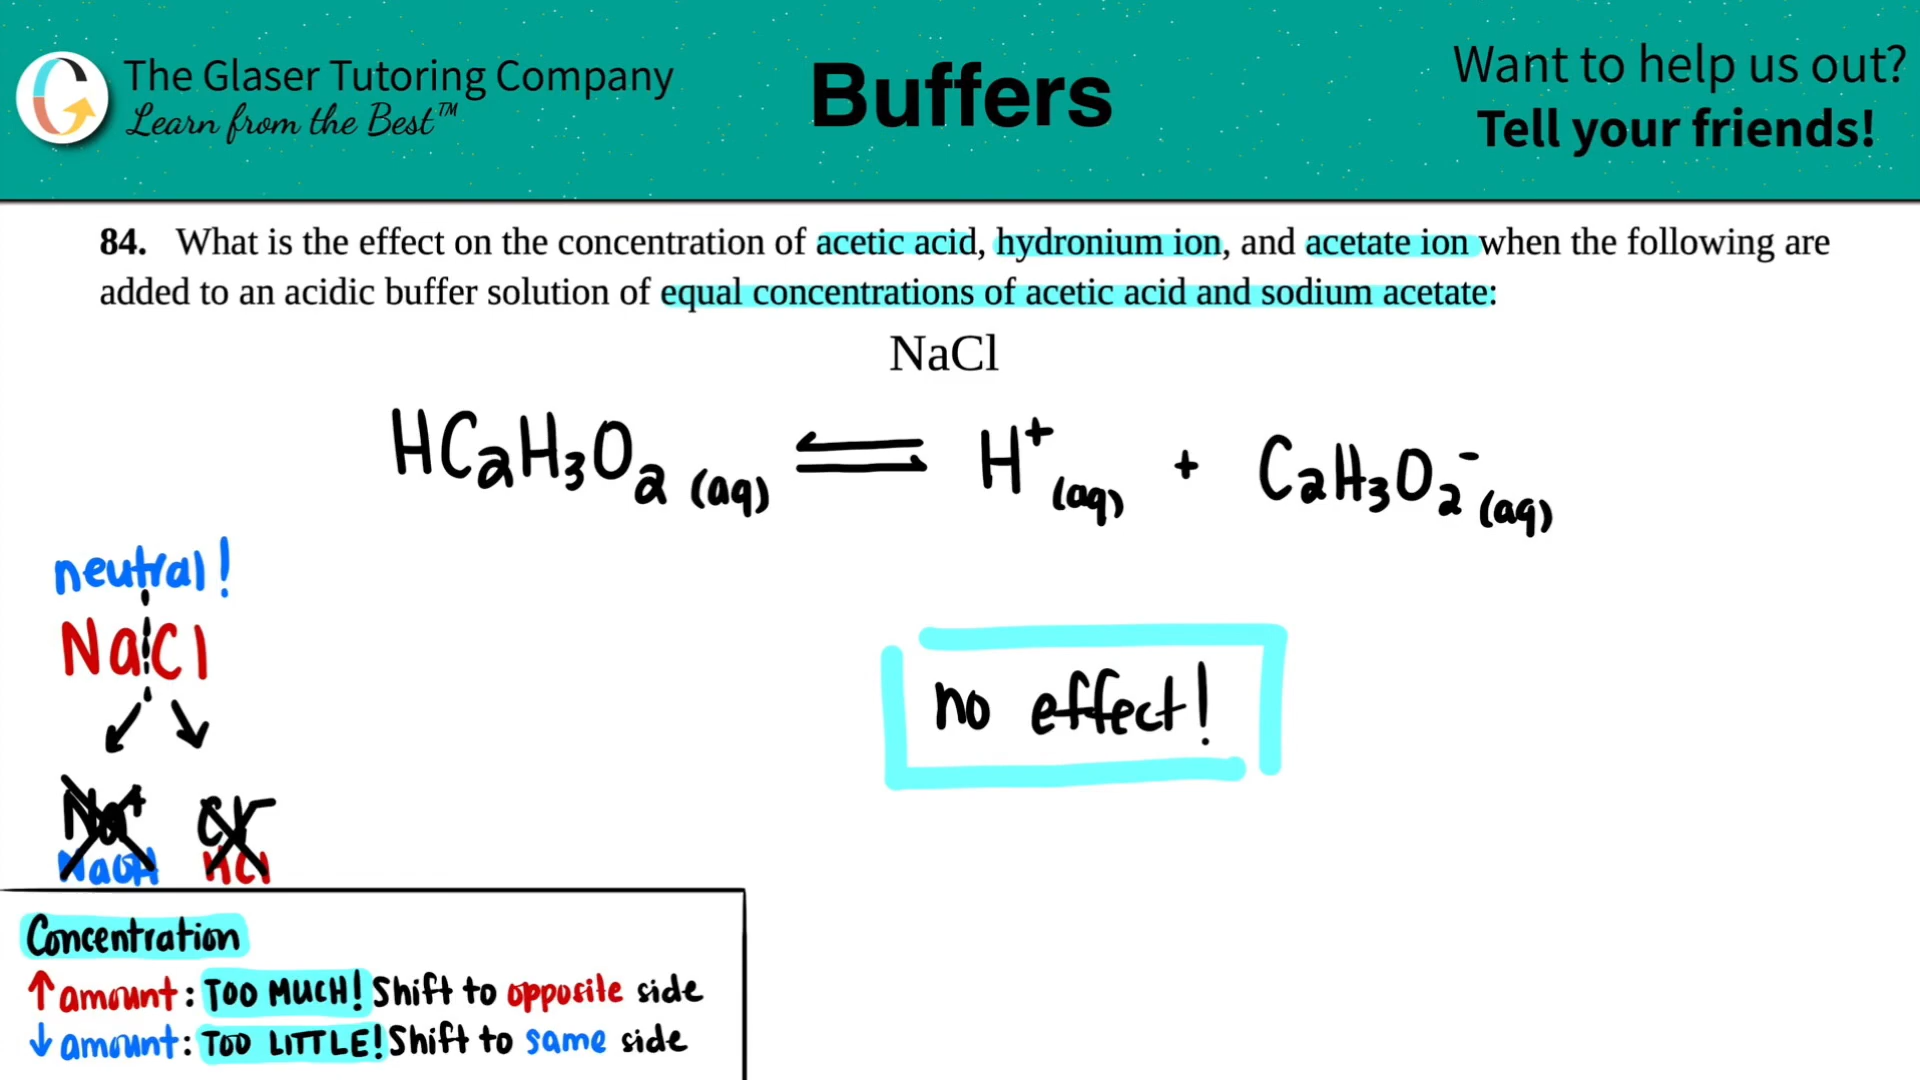 The Glaser Tutoring Company
Learn from the Best™
Buffers
Want to help us out?
Tell your friends!
84. What is the effect on the concentration of acetic acid, hydronium ion, and acetate ion when the following are
added to an acidic buffer solution of equal concentrations of acetic acid and sodium acetate:
NaCl
HC₂H₃O₂ (aq) ⇌ H⁺ (aq) + C₂H₃O₂⁻ (aq)
neutral!
NaCl
Na⁺ Cl⁻
NaOH HCl
no effect!
Concentration
↑ amount: TOO MUCH! Shift to opposite side
↓ amount: TOO LITTLE! Shift to same side